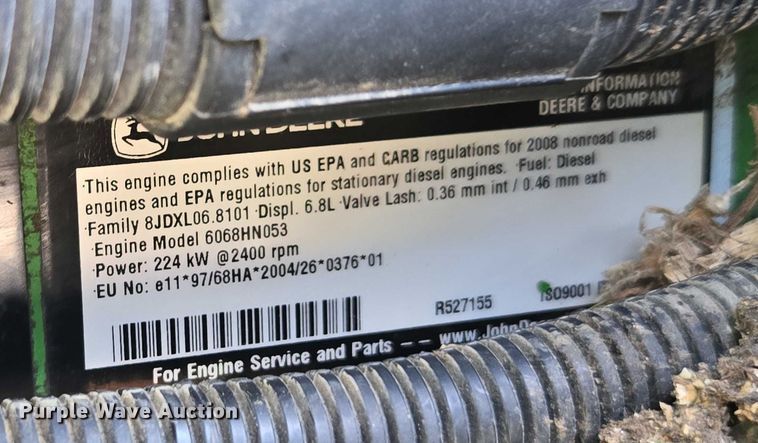 INFORMATION
DEERE & COMPANY
JOHN DEERE
This engine complies with US EPA and CARB regulations for 2008 nonroad diesel
engines and EPA regulations for stationary diesel engines. Fuel: Diesel
Family 8JDXL06.8101 Displ. 6.8L Valve Lash: 0.36 mm int / 0.46 mm exh
Engine Model 6068HN053
Power: 224 kW @2400 rpm
EU No: e11*97/68HA*2004/26*0376*01
R527155
ISO9001
For Engine Service and Parts -- www.JohnD
Purple Wave Auction